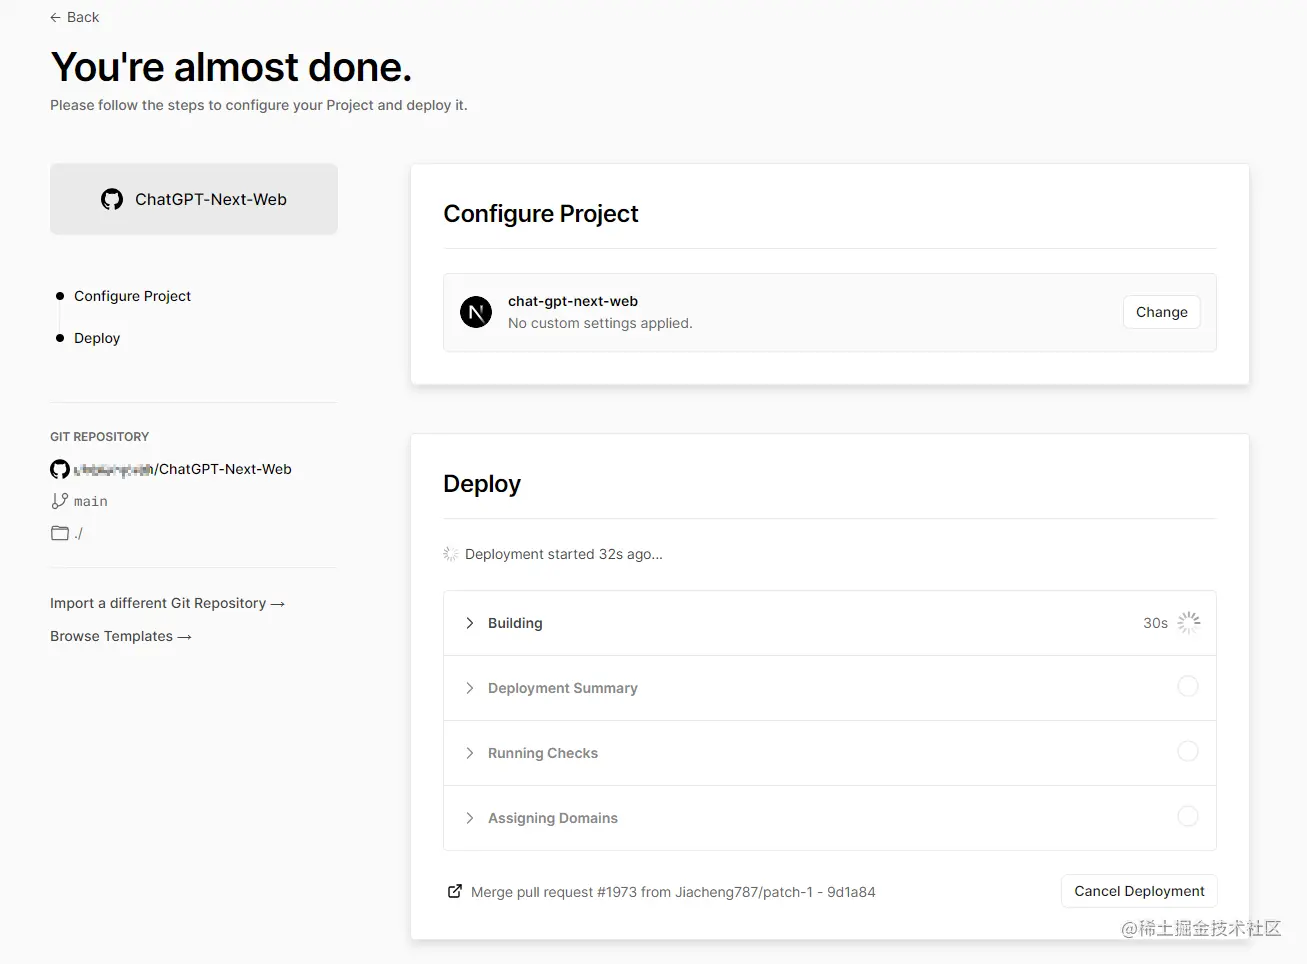 ← Back
You're almost done.
Please follow the steps to configure your Project and deploy it.
ChatGPT-Next-Web
Configure Project
Deploy
GIT REPOSITORY
/ChatGPT-Next-Web
main
./
Import a different Git Repository →
Browse Templates →
Configure Project
chat-gpt-next-web
No custom settings applied.
Change
Deploy
Deployment started 32s ago...
Building
30s
Deployment Summary
Running Checks
Assigning Domains
Merge pull request #1973 from Jiacheng787/patch-1 - 9d1a84
Cancel Deployment
@稀土掘金技术社区